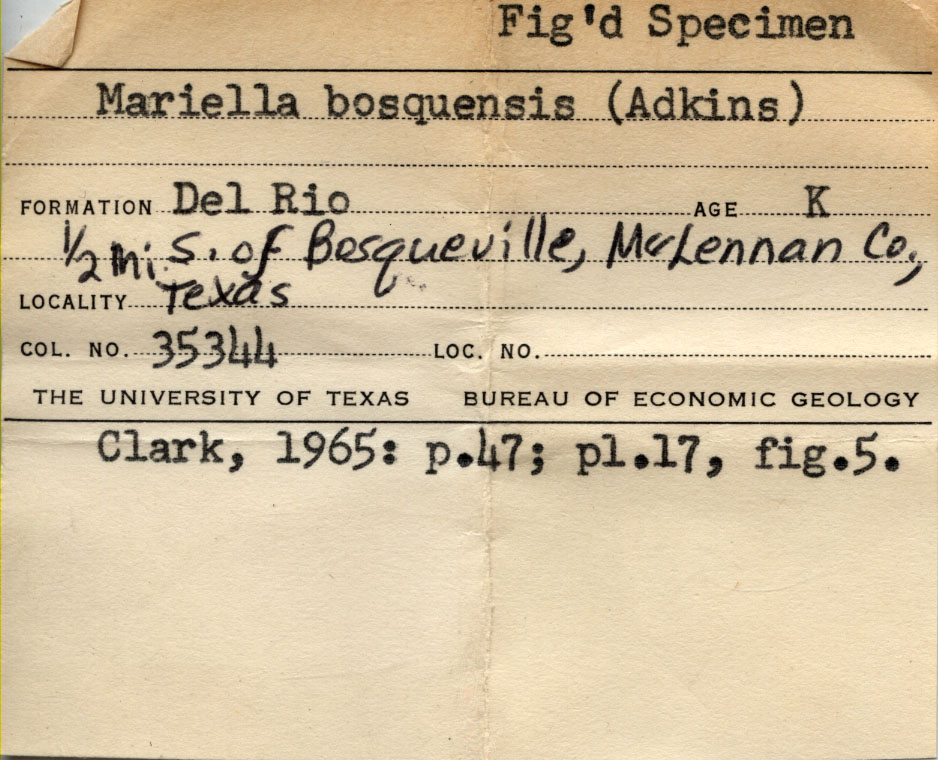 Fig'd Specimen
Mariella bosquensis (Adkins)
FORMATION Del Rio AGE K
1/2 mi. S. of Bosqueville, McLennan Co.,
LOCALITY Texas
COL. NO. 35344 LOC. NO.
THE UNIVERSITY OF TEXAS BUREAU OF ECONOMIC GEOLOGY
Clark, 1965: p.47; pl.17, fig.5.